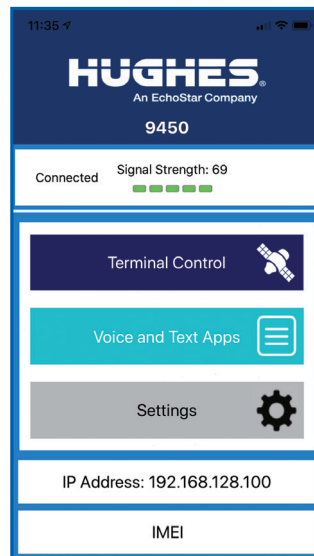 11:35
HUGHES®
An EchoStar Company
9450
Connected
Signal Strength: 69
Terminal Control
Voice and Text Apps
Settings
IP Address: 192.168.128.100
IMEI